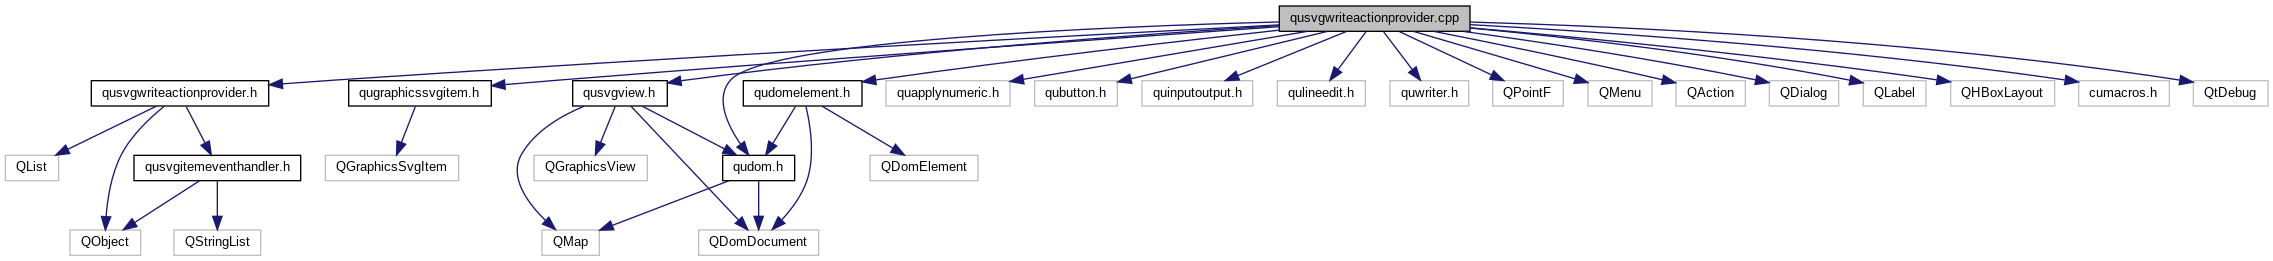 qusvgwriteactionprovider.cpp
qusvgwriteactionprovider.h
qugraphicssvgitem.h
qusvgview.h
qudomelement.h
quapplynumeric.h
qubutton.h
quinputoutput.h
qulineedit.h
quwriter.h
QPointF
QMenu
QAction
QDialog
QLabel
QHBoxLayout
cumacros.h
QtDebug
QList
qusvgitemeventhandler.h
QGraphicsSvgItem
QGraphicsView
qudom.h
QDomElement
QObject
QStringList
QMap
QDomDocument